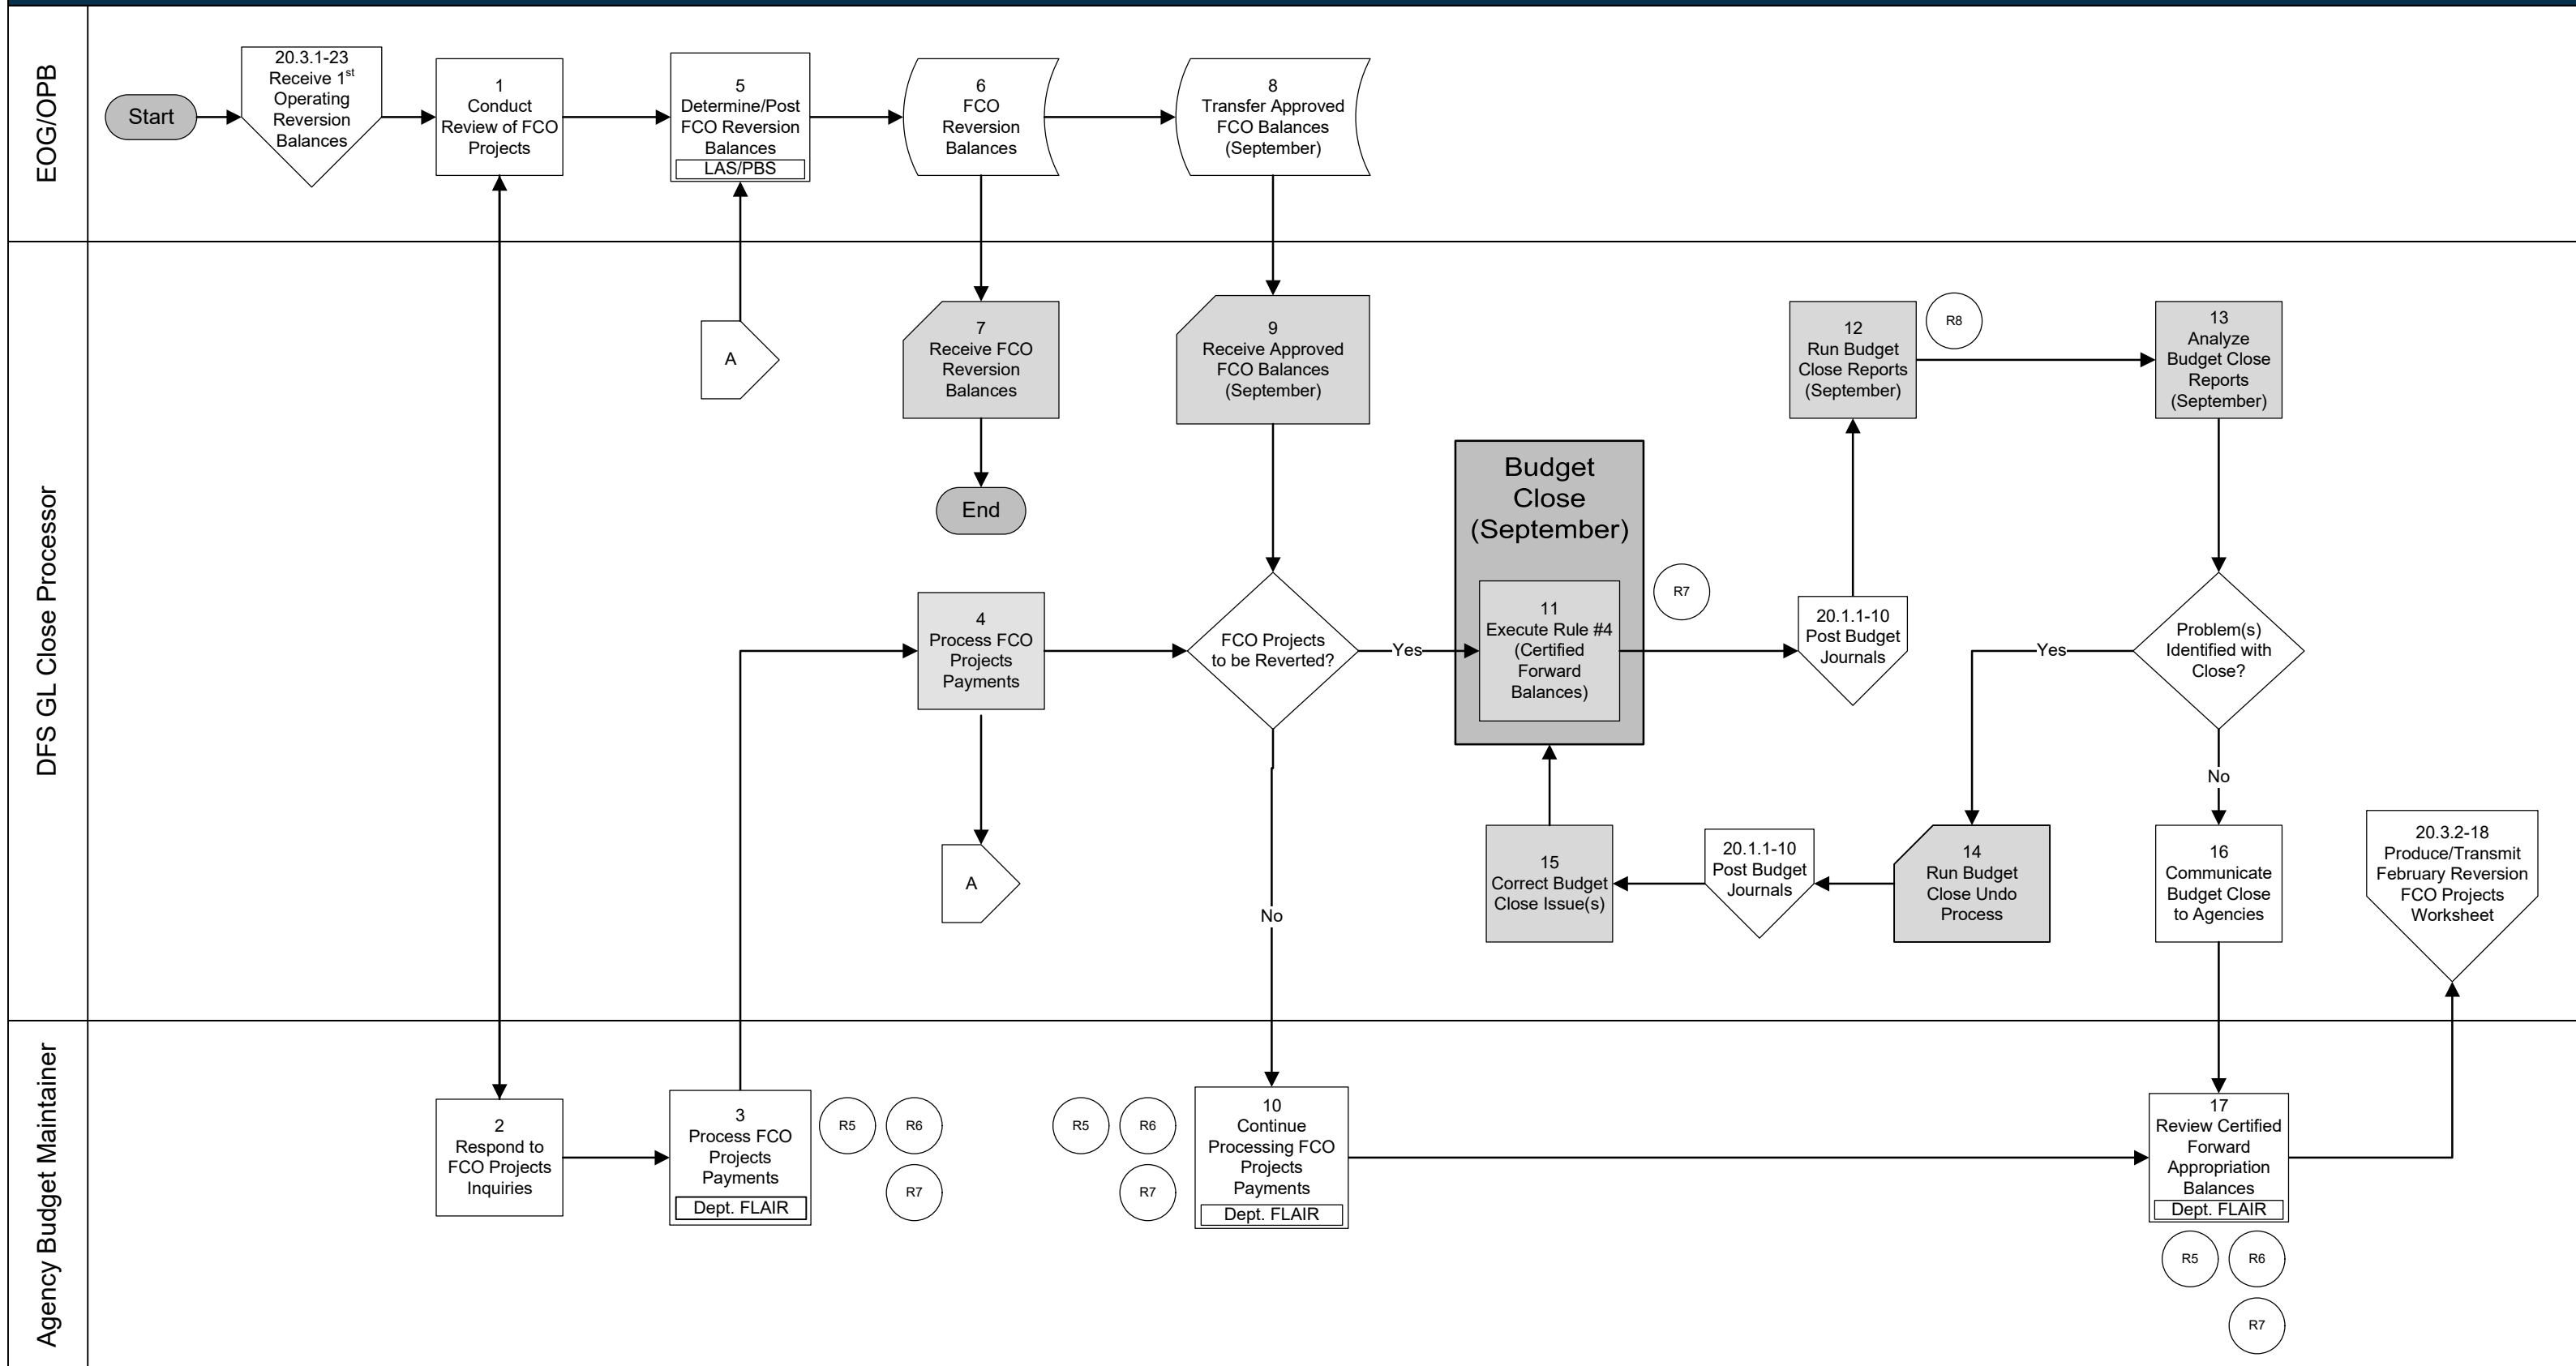 EOG/OPB
Start
20.3.1-23
Receive 1st
Operating
Reversion
Balances
1
Conduct
Review of FCO
Projects
5
Determine/Post
FCO Reversion
Balances
LAS/PBS
6
FCO
Reversion
Balances
8
Transfer Approved
FCO Balances
(September)
DFS GL Close Processor
A
7
Receive FCO
Reversion
Balances
End
9
Receive Approved
FCO Balances
(September)
12
Run Budget
Close Reports
(September)
R8
13
Analyze
Budget Close
Reports
(September)
Budget
Close
(September)
4
Process FCO
Projects
Payments
FCO Projects
to be Reverted?
Yes
11
Execute Rule #4
(Certified
Forward
Balances)
R7
20.1.1-10
Post Budget
Journals
Yes
Problem(s)
Identified with
Close?
No
A
No
15
Correct Budget
Close Issue(s)
20.1.1-10
Post Budget
Journals
14
Run Budget
Close Undo
Process
16
Communicate
Budget Close
to Agencies
20.3.2-18
Produce/Transmit
February Reversion
FCO Projects
Worksheet
Agency Budget Maintainer
2
Respond to
FCO Projects
Inquiries
3
Process FCO
Projects
Payments
Dept. FLAIR
R5
R6
R7
R5
R6
R7
10
Continue
Processing FCO
Projects
Payments
Dept. FLAIR
17
Review Certified
Forward
Appropriation
Balances
Dept. FLAIR
R5
R6
R7